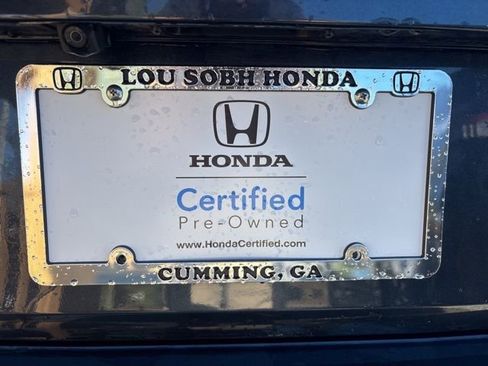 LOU SOBH HONDA
HONDA
Certified
Pre-Owned
www.HondaCertified.com
CUMMING, GA